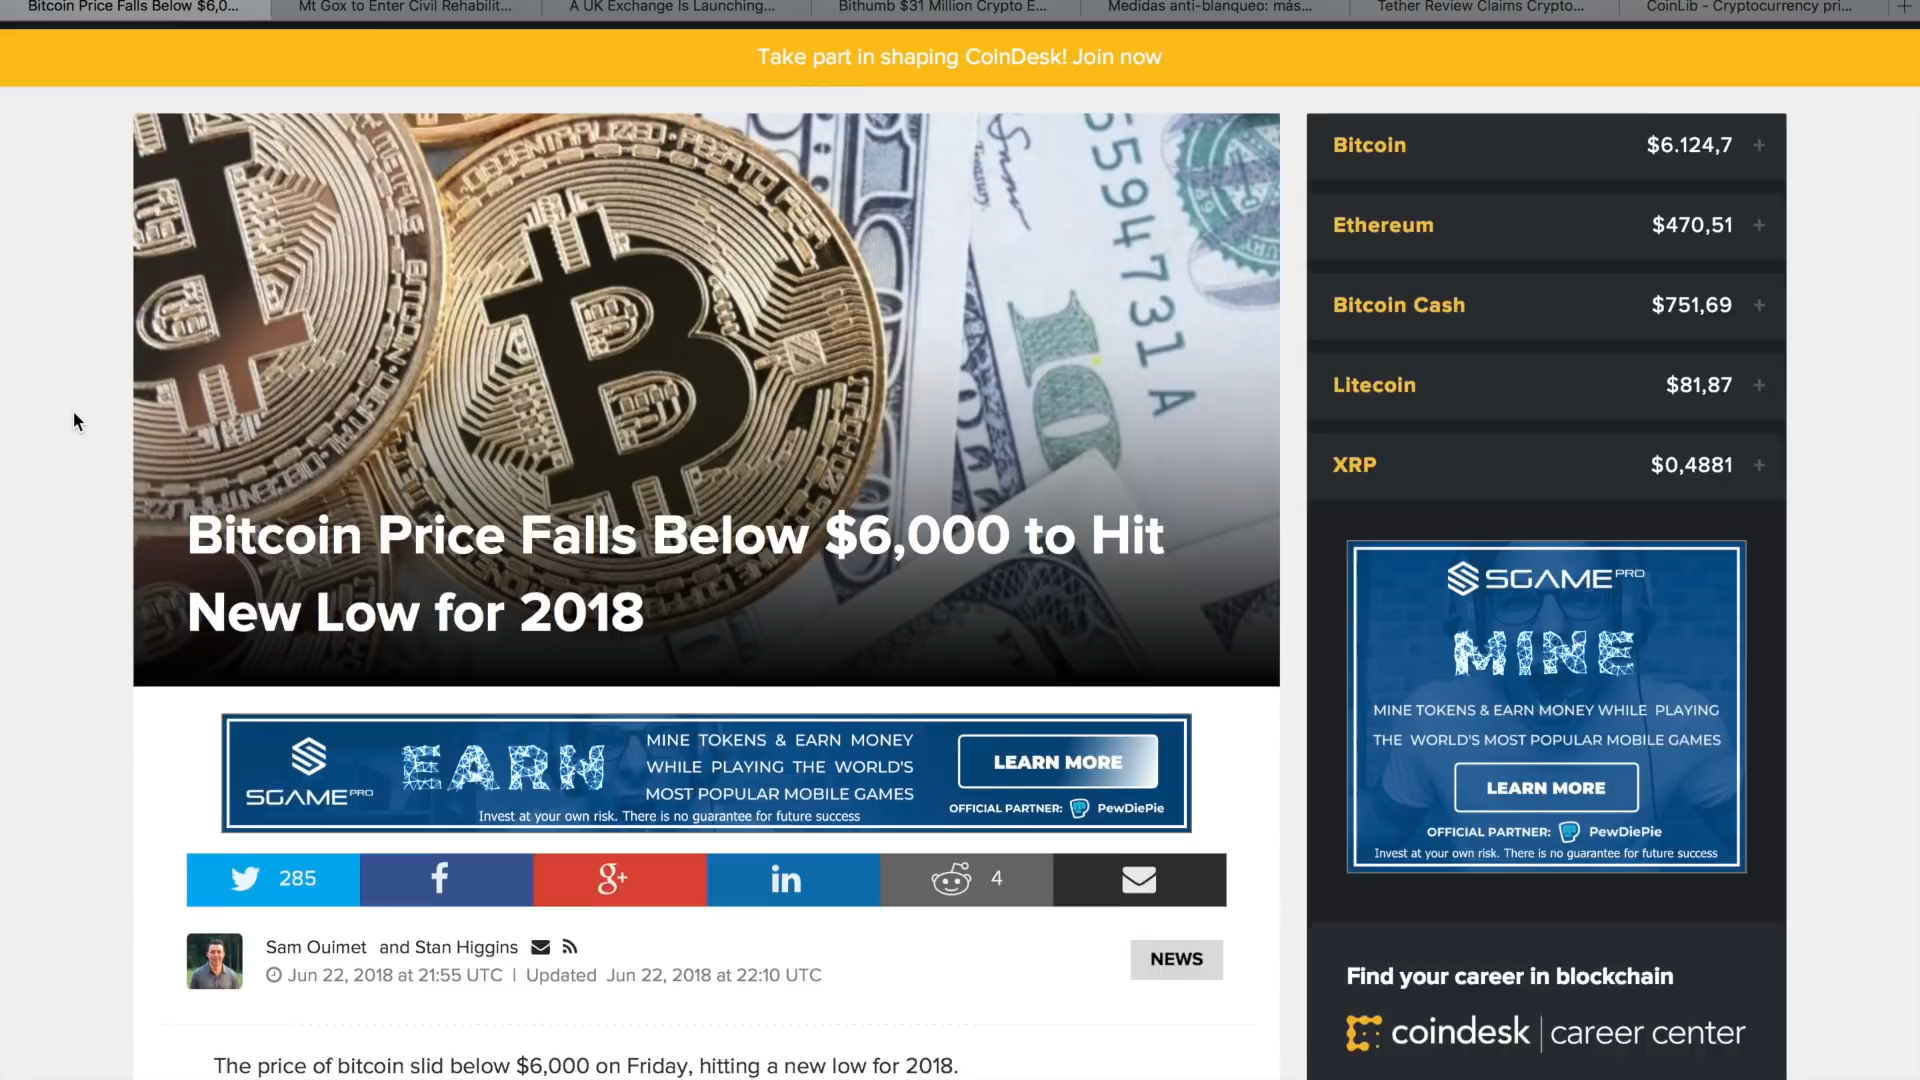 Bitcoin Price Falls Below $6,0...
Mt Gox to Enter Civil Rehabilit...
A UK Exchange Is Launching...
Bithumb $31 Million Crypto E...
Medidas anti-blanqueo: más...
Tether Review Claims Crypto...
CoinLib - Cryptocurrency pri...
Take part in shaping CoinDesk! Join now
DECENTRALIZED PEER TO PEER
BITCOIN
5594731 A
10
Bitcoin Price Falls Below $6,000 to Hit
New Low for 2018
SGAME PRO
EARN
MINE TOKENS & EARN MONEY
WHILE PLAYING THE WORLD'S
MOST POPULAR MOBILE GAMES
Invest at your own risk. There is no guarantee for future success
LEARN MORE
OFFICIAL PARTNER: PewDiePie
285
4
Sam Ouimet and Stan Higgins
Jun 22, 2018 at 21:55 UTC | Updated Jun 22, 2018 at 22:10 UTC
NEWS
The price of bitcoin slid below $6,000 on Friday, hitting a new low for 2018.
Bitcoin $6.124,7 +
Ethereum $470,51 +
Bitcoin Cash $751,69 +
Litecoin $81,87 +
XRP $0,4881 +
SGAME PRO
MINE
MINE TOKENS & EARN MONEY WHILE PLAYING
THE WORLD'S MOST POPULAR MOBILE GAMES
LEARN MORE
OFFICIAL PARTNER: PewDiePie
Invest at your own risk. There is no guarantee for future success
Find your career in blockchain
coindesk | career center